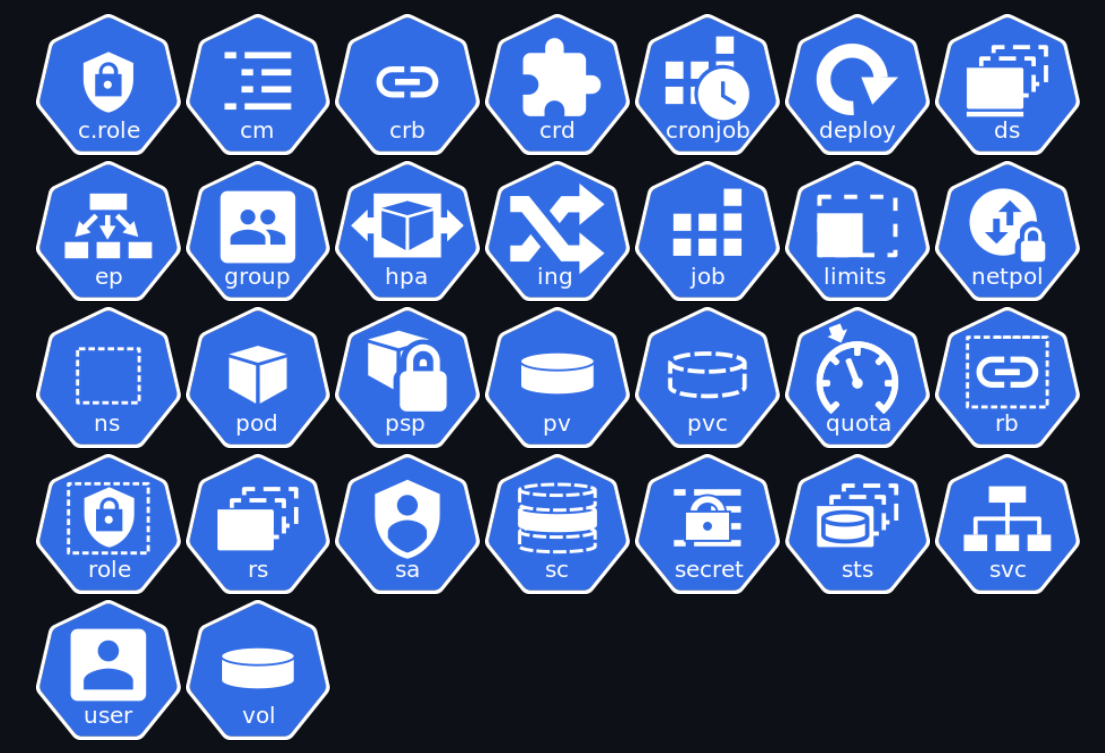 c.role cm crb crd cronjob deploy ds
ep group hpa ing job limits netpol
ns pod psp pv pvc quota rb
role rs sa sc secret sts svc
user vol